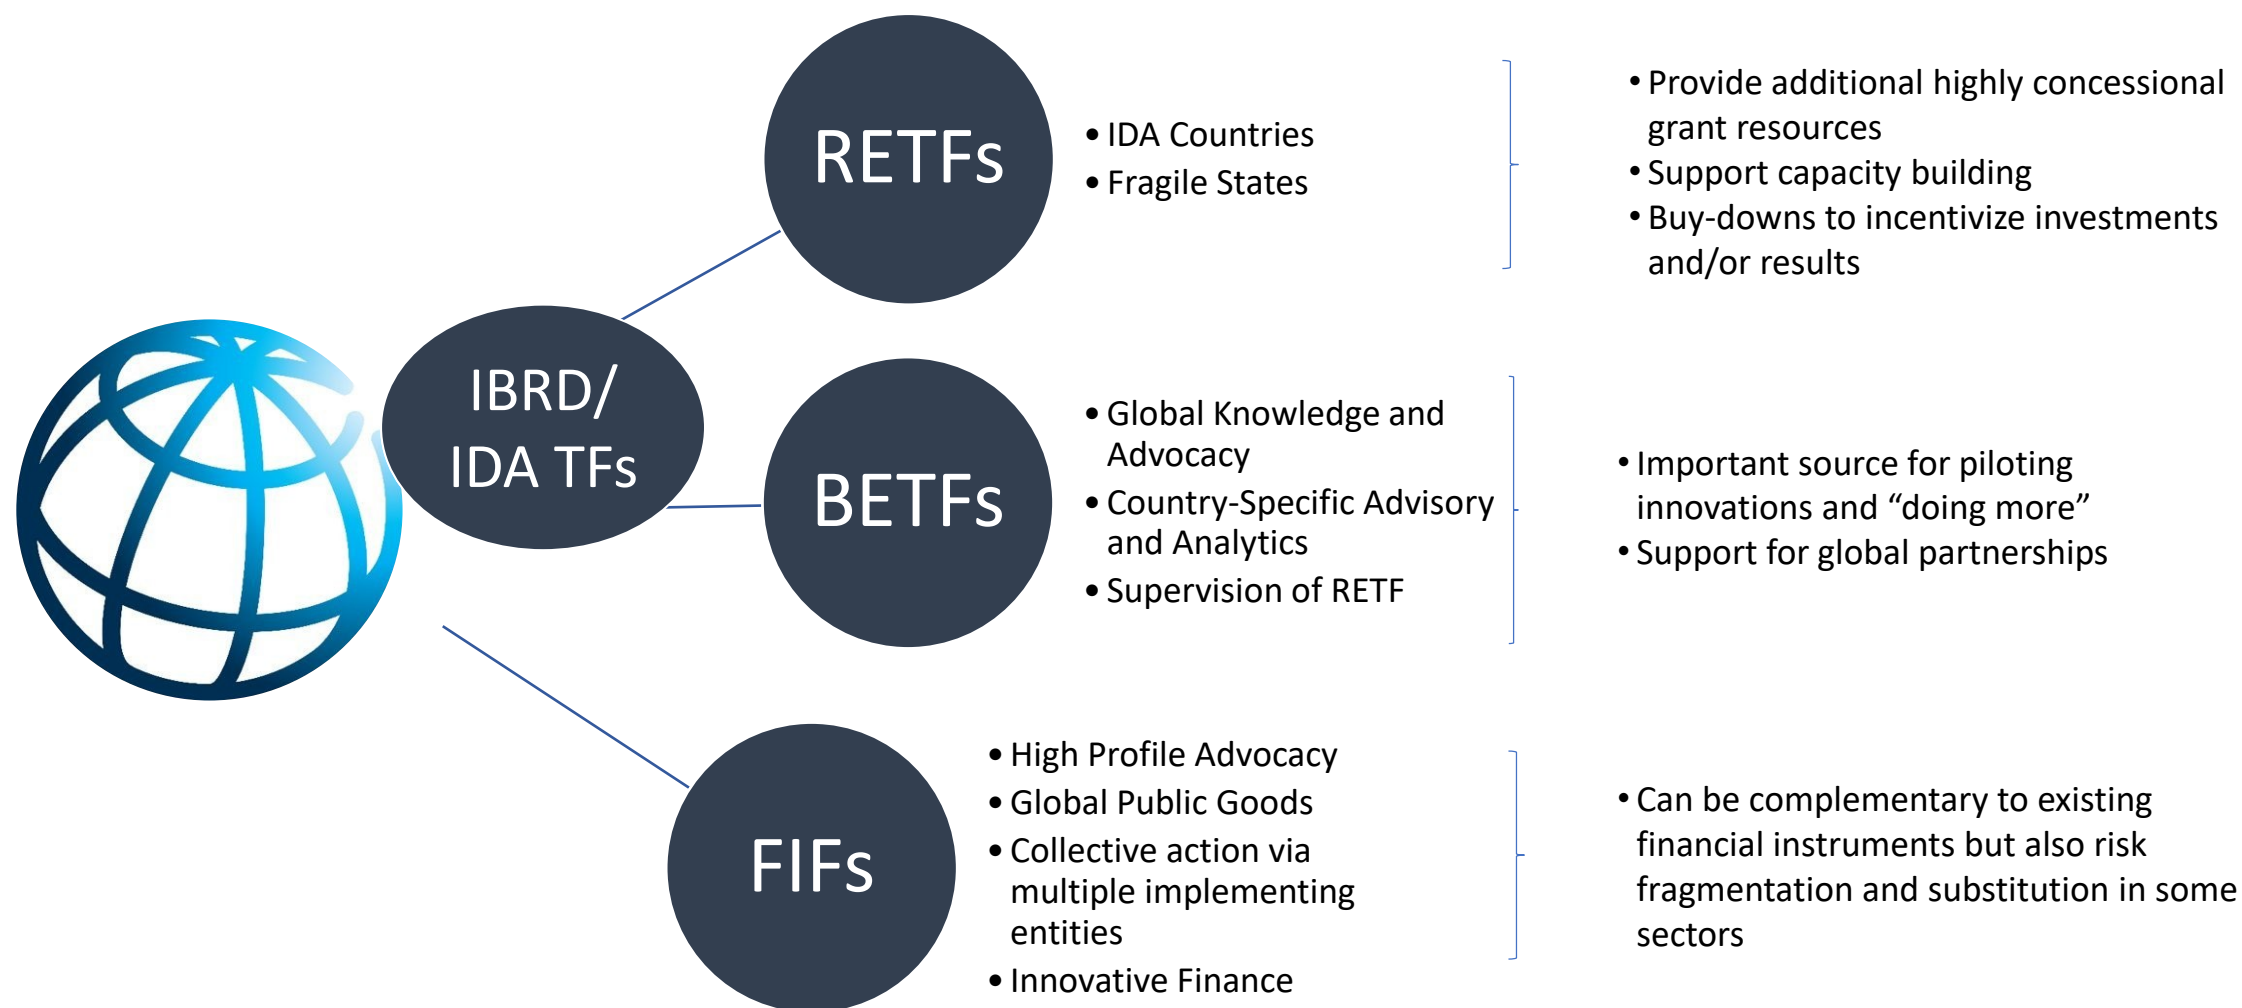 IBRD/
IDA TFs
RETFs
• IDA Countries
• Fragile States
• Provide additional highly concessional
grant resources
• Support capacity building
• Buy-downs to incentivize investments
and/or results
BETFs
• Global Knowledge and
Advocacy
• Country-Specific Advisory
and Analytics
• Supervision of RETF
• Important source for piloting
innovations and “doing more”
• Support for global partnerships
FIFs
• High Profile Advocacy
• Global Public Goods
• Collective action via
multiple implementing
entities
• Innovative Finance
• Can be complementary to existing
financial instruments but also risk
fragmentation and substitution in some
sectors